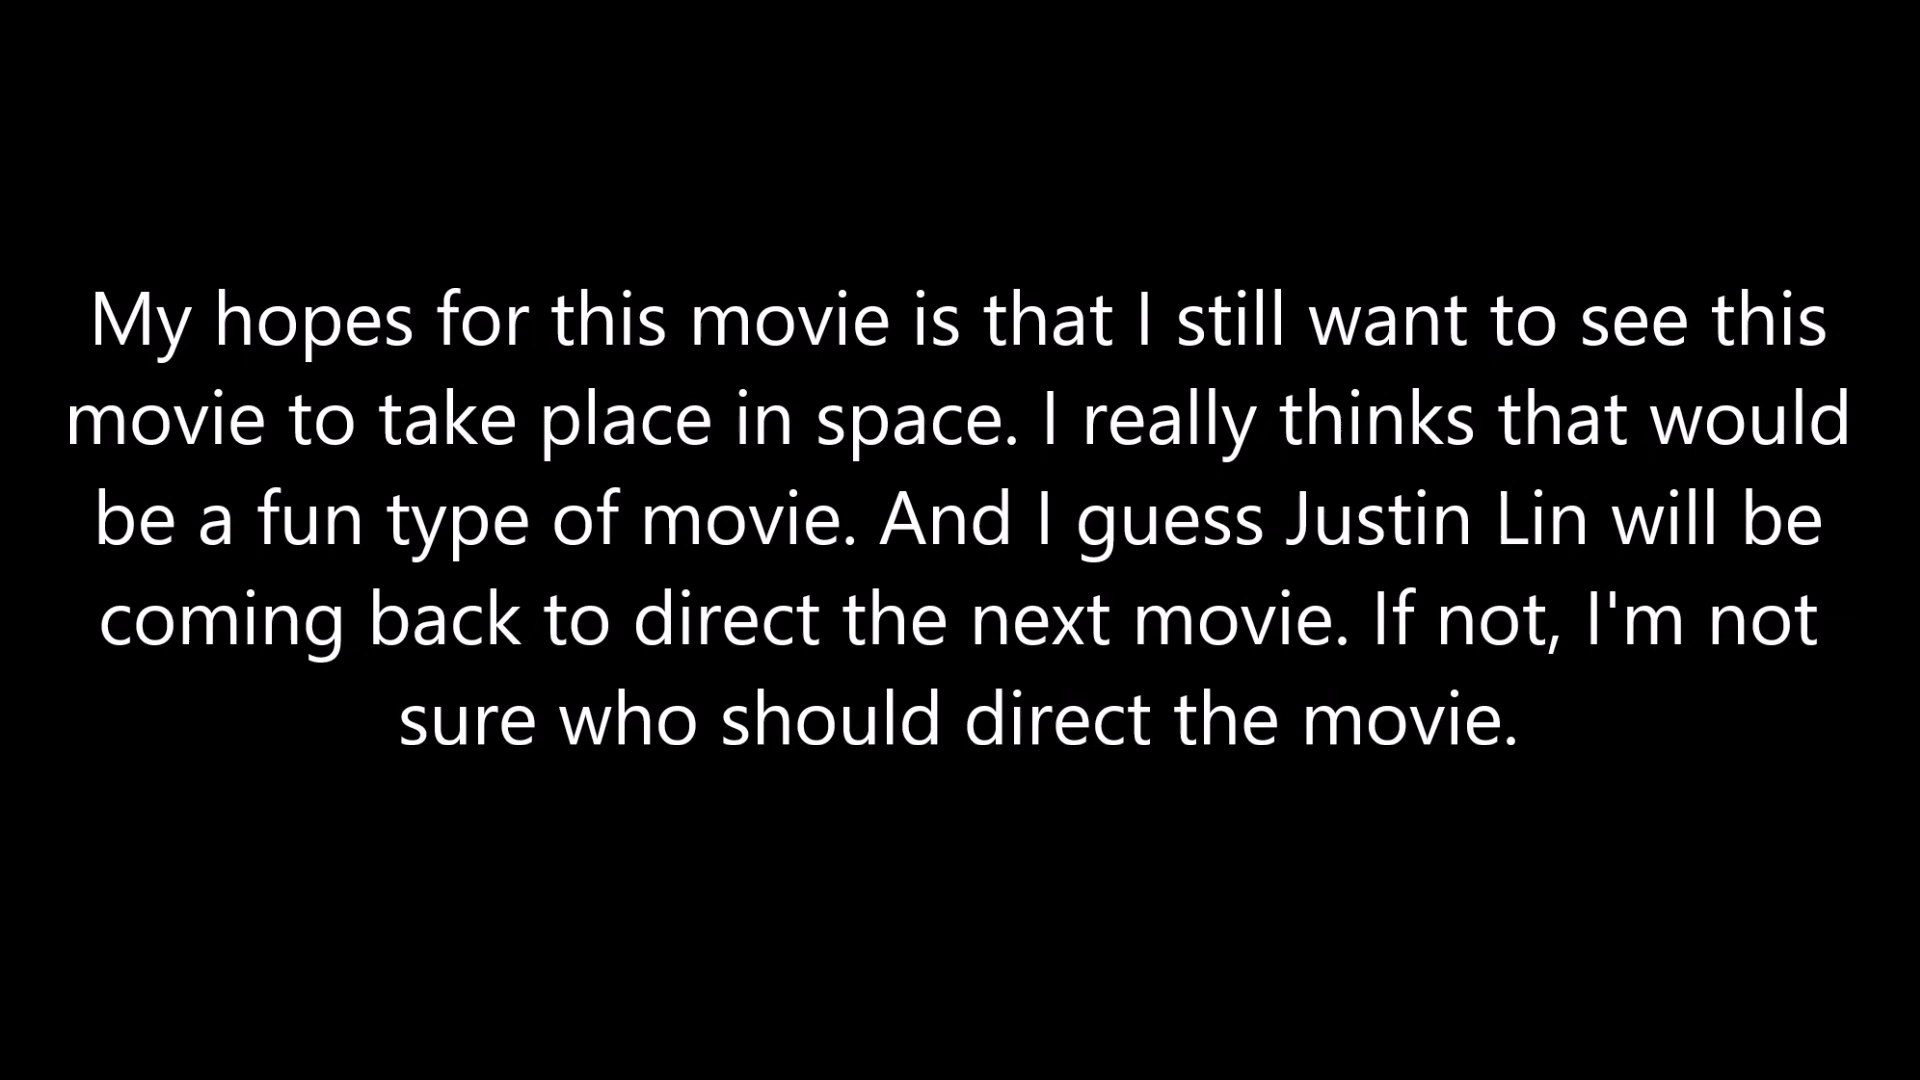 My hopes for this movie is that I still want to see this
movie to take place in space. I really thinks that would
be a fun type of movie. And I guess Justin Lin will be
coming back to direct the next movie. If not, I'm not
sure who should direct the movie.